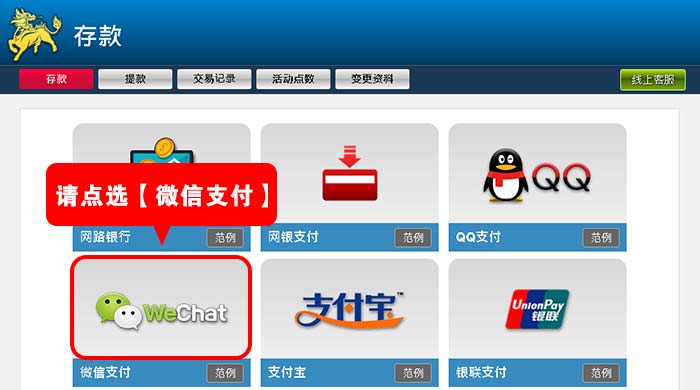 存款
存款 提款 交易记录 活动点数 变更资料 线上客服
请点选【微信支付】
QQ
网路银行 范例 网银支付 范例 QQ支付 范例
WeChat 支付宝™ UnionPay
银联
微信支付 范例 支付宝 范例 银联支付 范例